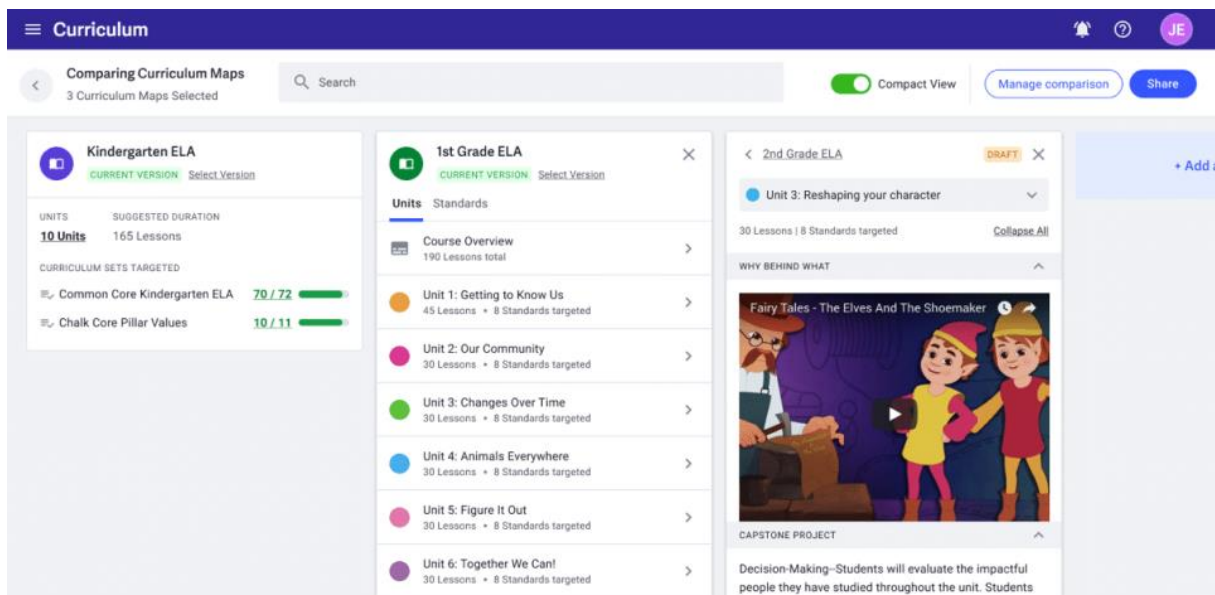 Curriculum
JE
Comparing Curriculum Maps
3 Curriculum Maps Selected
Search
Compact View
Manage comparison
Share
Kindergarten ELA
CURRENT VERSION Select Version
UNITS SUGGESTED DURATION
10 Units 165 Lessons
CURRICULUM SETS TARGETED
Common Core Kindergarten ELA 70 / 72
Chalk Core Pillar Values 10 / 11
1st Grade ELA
CURRENT VERSION Select Version
Units Standards
Course Overview
190 Lessons total
Unit 1: Getting to Know Us
45 Lessons • 8 Standards targeted
Unit 2: Our Community
30 Lessons • 8 Standards targeted
Unit 3: Changes Over Time
30 Lessons • 8 Standards targeted
Unit 4: Animals Everywhere
30 Lessons • 8 Standards targeted
Unit 5: Figure It Out
30 Lessons • 8 Standards targeted
Unit 6: Together We Can!
30 Lessons • 8 Standards targeted
2nd Grade ELA DRAFT
Unit 3: Reshaping your character
30 Lessons | 8 Standards targeted Collapse All
WHY BEHIND WHAT
Fairy Tales - The Elves And The Shoemaker
CAPSTONE PROJECT
Decision-Making--Students will evaluate the impactful
people they have studied throughout the unit. Students
+ Add a